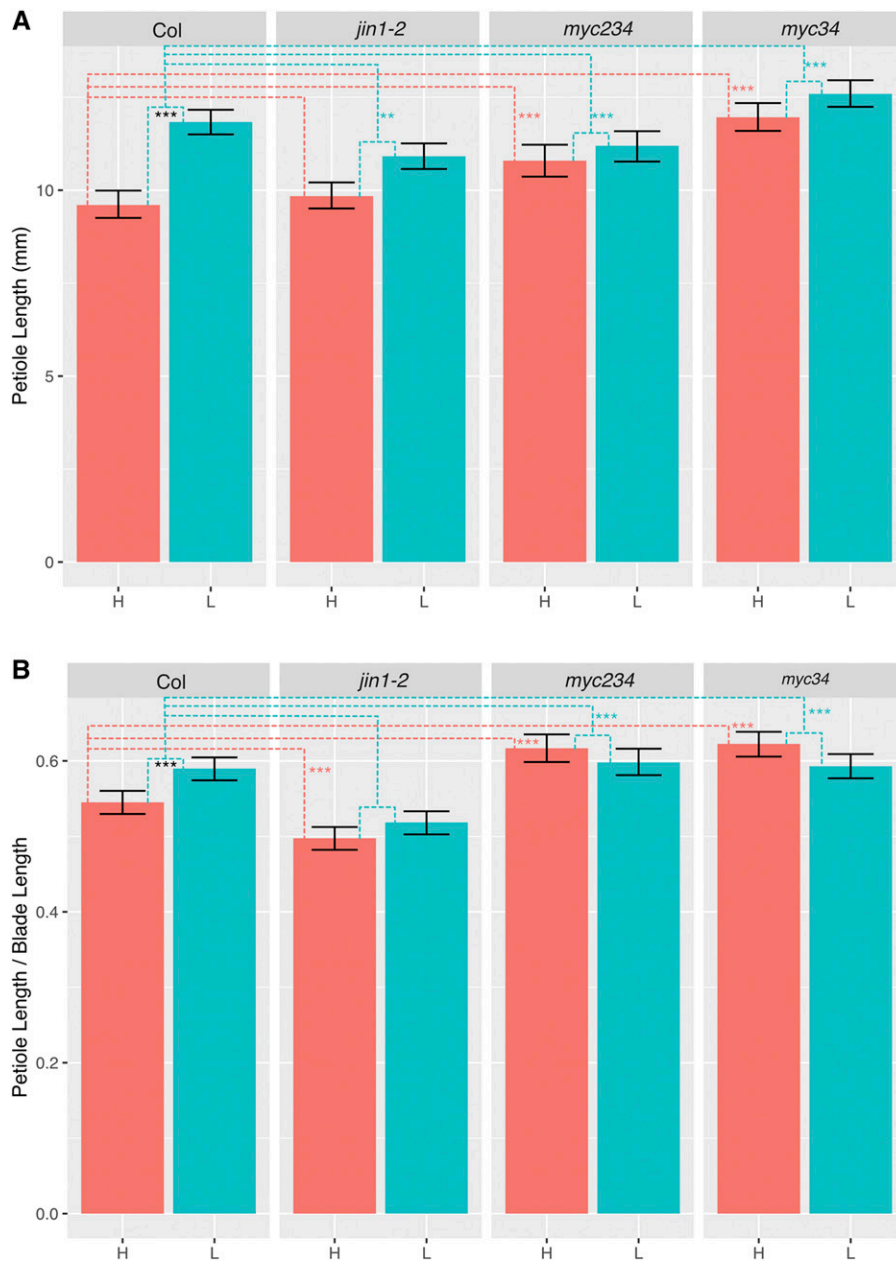 A
Col jin1-2 myc234 myc34
*** ** *** *** *** ***
Petiole Length (mm)
10
5
0
H L H L H L H L
B
Col jin1-2 myc234 myc34
*** *** *** *** *** ***
Petiole Length / Blade Length
0.6
0.4
0.2
0.0
H L H L H L H L